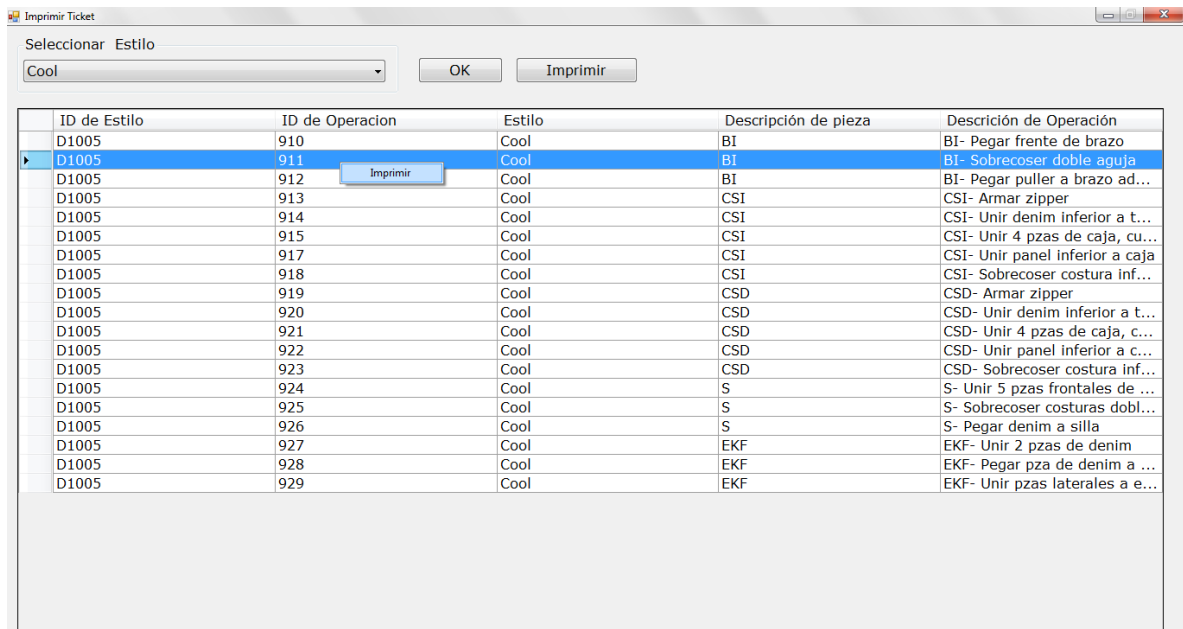 Imprimir Ticket
Seleccionar Estilo
Cool OK Imprimir
ID de Estilo ID de Operacion Estilo Descripción de pieza Descrición de Operación
D1005 910 Cool BI BI- Pegar frente de brazo
D1005 911 Cool BI BI- Sobrecoser doble aguja
Imprimir
D1005 912 Cool BI BI- Pegar puller a brazo ad...
D1005 913 Cool CSI CSI- Armar zipper
D1005 914 Cool CSI CSI- Unir denim inferior a t...
D1005 915 Cool CSI CSI- Unir 4 pzas de caja, cu...
D1005 917 Cool CSI CSI- Unir panel inferior a caja
D1005 918 Cool CSI CSI- Sobrecoser costura inf...
D1005 919 Cool CSD CSD- Armar zipper
D1005 920 Cool CSD CSD- Unir denim inferior a t...
D1005 921 Cool CSD CSD- Unir 4 pzas de caja, c...
D1005 922 Cool CSD CSD- Unir panel inferior a c...
D1005 923 Cool CSD CSD- Sobrecoser costura inf...
D1005 924 Cool S S- Unir 5 pzas frontales de ...
D1005 925 Cool S S- Sobrecoser costuras dobl...
D1005 926 Cool S S- Pegar denim a silla
D1005 927 Cool EKF EKF- Unir 2 pzas de denim
D1005 928 Cool EKF EKF- Pegar pza de denim a ...
D1005 929 Cool EKF EKF- Unir pzas laterales a e...